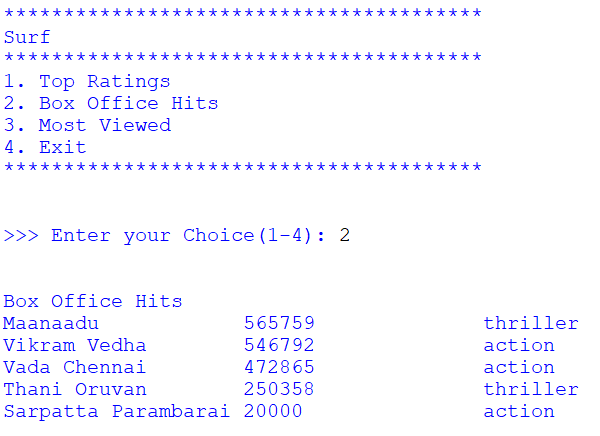 ****************************************
Surf
****************************************
1. Top Ratings
2. Box Office Hits
3. Most Viewed
4. Exit
****************************************
>>> Enter your Choice(1-4): 2
Box Office Hits
Maanaadu            565759              thriller
Vikram Vedha        546792              action
Vada Chennai        472865              action
Thani Oruvan        250358              thriller
Sarpatta Parambarai 20000               action